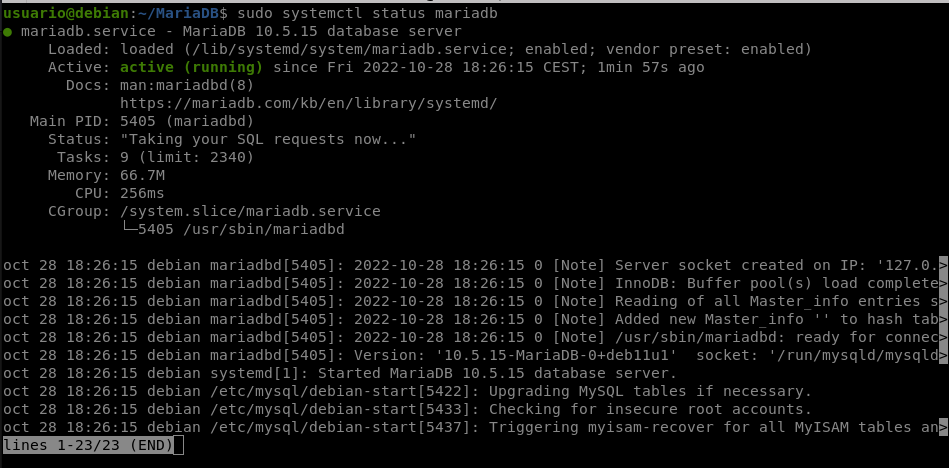 usuario@debian:~/MariaDB$ sudo systemctl status mariadb
● mariadb.service - MariaDB 10.5.15 database server
     Loaded: loaded (/lib/systemd/system/mariadb.service; enabled; vendor preset: enabled)
     Active: active (running) since Fri 2022-10-28 18:26:15 CEST; 1min 57s ago
       Docs: man:mariadbd(8)
             https://mariadb.com/kb/en/library/systemd/
   Main PID: 5405 (mariadbd)
     Status: "Taking your SQL requests now..."
      Tasks: 9 (limit: 2340)
     Memory: 66.7M
        CPU: 256ms
     CGroup: /system.slice/mariadb.service
             └─5405 /usr/sbin/mariadbd

oct 28 18:26:15 debian mariadbd[5405]: 2022-10-28 18:26:15 0 [Note] Server socket created on IP: '127.0.>
oct 28 18:26:15 debian mariadbd[5405]: 2022-10-28 18:26:15 0 [Note] InnoDB: Buffer pool(s) load complete>
oct 28 18:26:15 debian mariadbd[5405]: 2022-10-28 18:26:15 0 [Note] Reading of all Master_info entries s>
oct 28 18:26:15 debian mariadbd[5405]: 2022-10-28 18:26:15 0 [Note] Added new Master_info '' to hash tab>
oct 28 18:26:15 debian mariadbd[5405]: 2022-10-28 18:26:15 0 [Note] /usr/sbin/mariadbd: ready for connec>
oct 28 18:26:15 debian mariadbd[5405]: Version: '10.5.15-MariaDB-0+deb11u1'  socket: '/run/mysqld/mysqld>
oct 28 18:26:15 debian systemd[1]: Started MariaDB 10.5.15 database server.
oct 28 18:26:15 debian /etc/mysql/debian-start[5422]: Upgrading MySQL tables if necessary.
oct 28 18:26:15 debian /etc/mysql/debian-start[5433]: Checking for insecure root accounts.
oct 28 18:26:15 debian /etc/mysql/debian-start[5437]: Triggering myisam-recover for all MyISAM tables an>
lines 1-23/23 (END)